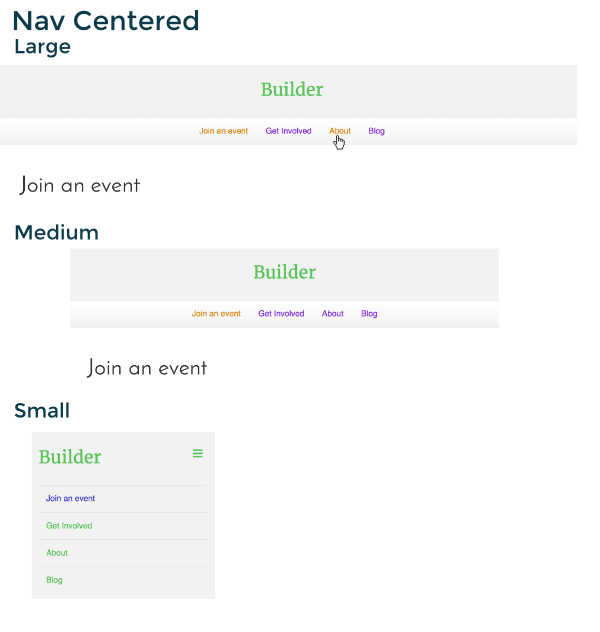 Nav Centered
Large
Builder
Join an event Get Involved About Blog
Join an event
Medium
Builder
Join an event Get Involved About Blog
Join an event
Small
Builder
Join an event
Get Involved
About
Blog